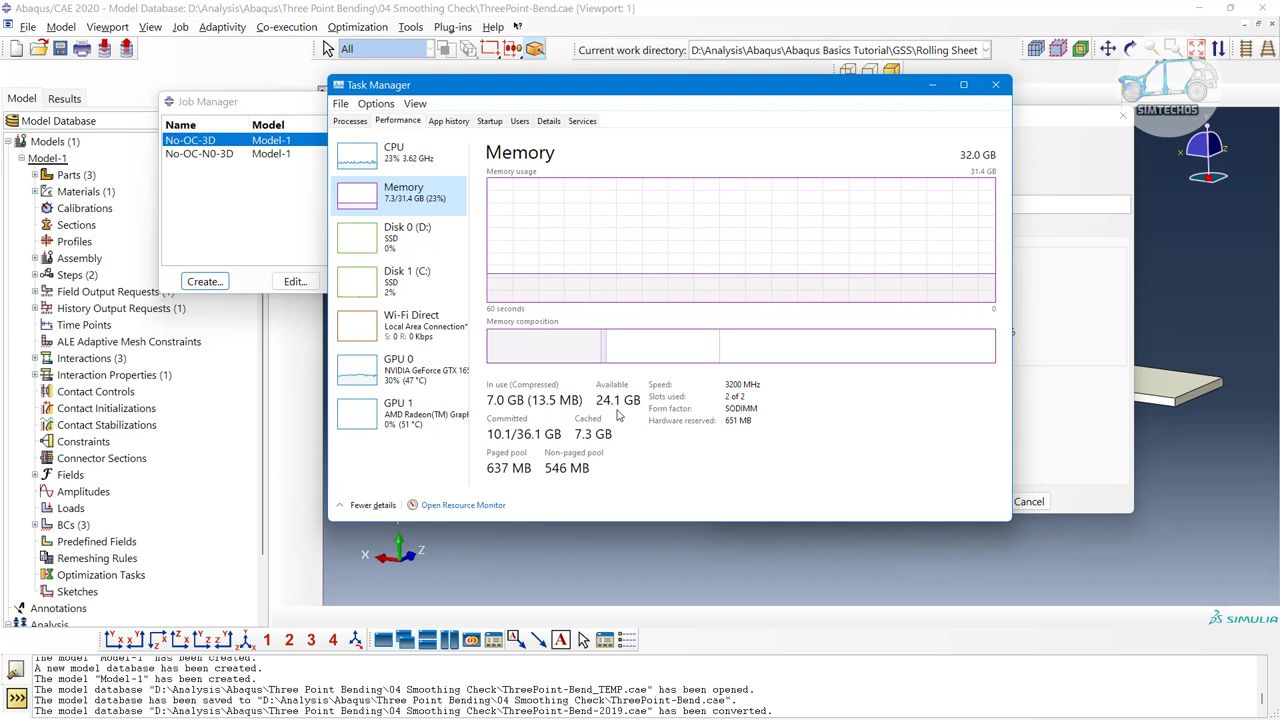 Abaqus/CAE 2020 - Model Database: D:\Analysis\Abaqus\Three Point Bending\04 Smoothing Check\ThreePoint-Bend.cae [Viewport: 1]
File Model Viewport View Job Adaptivity Co-execution Optimization Tools Plug-ins Help
All
Current work directory: D:\Analysis\Abaqus\Abaqus Basics Tutorial\GSS\Rolling Sheet
SIMTECH05
Model Results
Model Database
Models (1)
Model-1
Parts (3)
Materials (1)
Calibrations
Sections
Profiles
Assembly
Steps (2)
Field Output Requests
History Output Requests (1)
Time Points
ALE Adaptive Mesh Constraints
Interactions (3)
Interaction Properties (1)
Contact Controls
Contact Initializations
Contact Stabilizations
Constraints
Connector Sections
Fields
Amplitudes
Loads
BCs (3)
Predefined Fields
Remeshing Rules
Optimization Tasks
Sketches
Annotations
Analysis
Job Manager
Name Model
No-OC-3D Model-1
No-OC-N0-3D Model-1
Create... Edit...
Task Manager
File Options View
Processes Performance App history Startup Users Details Services
CPU
23% 3.62 GHz
Memory
7.3/31.4 GB (23%)
Disk 0 (D:)
SSD
0%
Disk 1 (C:)
SSD
2%
Wi-Fi Direct
Local Area Connection*
S: 0 R: 0 Kbps
GPU 0
NVIDIA GeForce GTX 165
30% (47 °C)
GPU 1
AMD Radeon(TM) Graph
0% (51 °C)
Memory 32.0 GB
Memory usage 31.4 GB
60 seconds 0
Memory composition
In use (Compressed) Available
7.0 GB (13.5 MB) 24.1 GB
Committed Cached
10.1/36.1 GB 7.3 GB
Paged pool Non-paged pool
637 MB 546 MB
Speed: 3200 MHz
Slots used: 2 of 2
Form factor: SODIMM
Hardware reserved: 651 MB
Fewer details Open Resource Monitor
Cancel
X Z
X Z
1 2 3 4
SIMULIA
The model "Model-1" has been created.
A new model database has been created.
The model "Model-1" has been created.
The model database "D:\Analysis\Abaqus\Three Point Bending\04 Smoothing Check\ThreePoint-Bend_TEMP.cae" has been opened.
The model database has been saved to "D:\Analysis\Abaqus\Three Point Bending\04 Smoothing Check\ThreePoint-Bend.cae".
The model database "D:\Analysis\Abaqus\Three Point Bending\04 Smoothing Check\ThreePoint-Bend-2019.cae" has been converted.